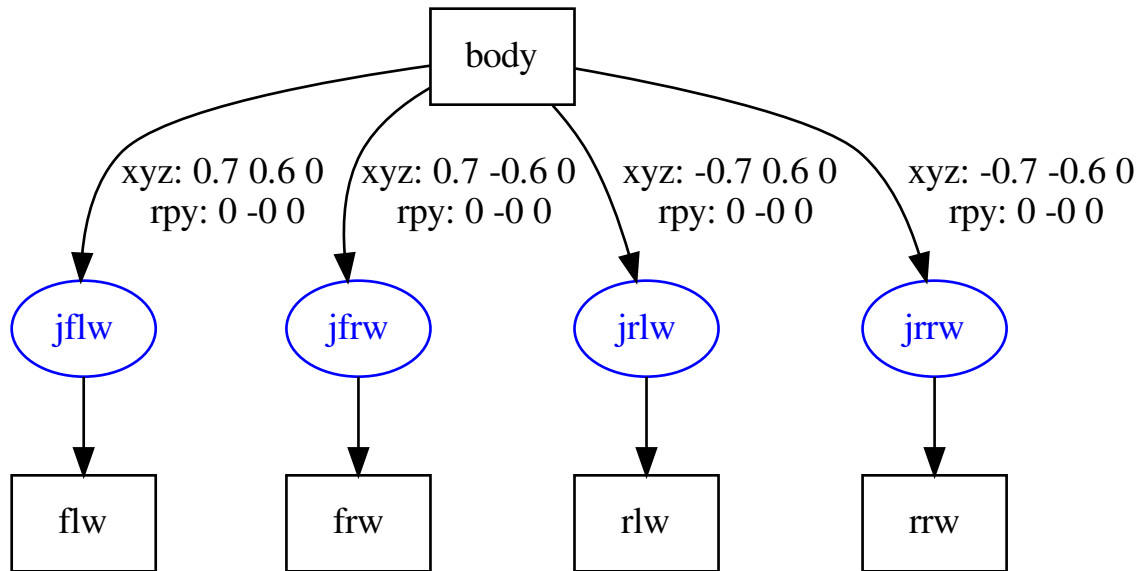 body
xyz: 0.7 0.6 0
rpy: 0 -0 0
xyz: 0.7 -0.6 0
rpy: 0 -0 0
xyz: -0.7 0.6 0
rpy: 0 -0 0
xyz: -0.7 -0.6 0
rpy: 0 -0 0
jflw
jfrw
jrlw
jrrw
flw
frw
rlw
rrw